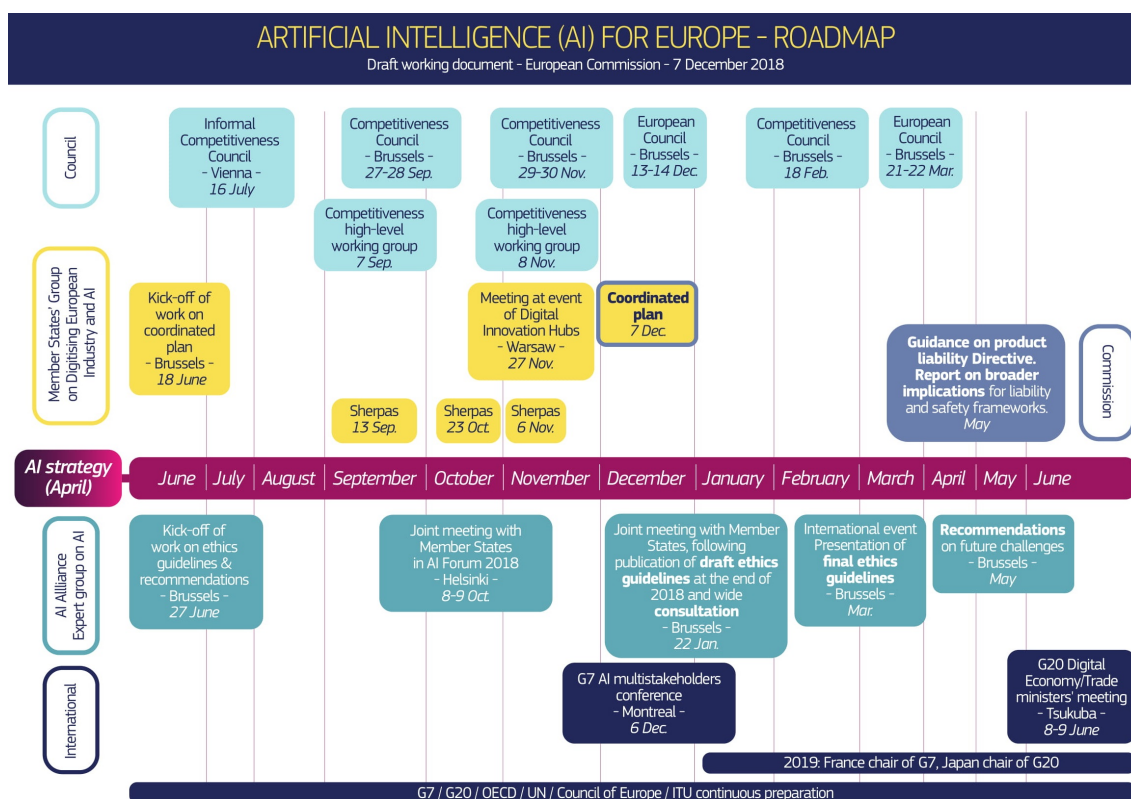 ARTIFICIAL INTELLIGENCE (AI) FOR EUROPE - ROADMAP
Draft working document - European Commission - 7 December 2018
Council
Informal
Competitiveness
Council
- Vienna -
16 July
Competitiveness
Council
- Brussels -
27-28 Sep.
Competitiveness
Council
- Brussels -
29-30 Nov.
European
Council
- Brussels -
13-14 Dec.
Competitiveness
Council
- Brussels -
18 Feb.
European
Council
- Brussels -
21-22 Mar.
Competitiveness
high-level
working group
7 Sep.
Competitiveness
high-level
working group
8 Nov.
Member States' Group
on Digitising European
Industry and AI
Kick-off of
work on
coordinated
plan
- Brussels -
18 June
Meeting at event
of Digital
Innovation Hubs
- Warsaw -
27 Nov.
Coordinated
plan
7 Dec.
Sherpas
13 Sep.
Sherpas
23 Oct.
Sherpas
6 Nov.
Guidance on product
liability Directive.
Report on broader
implications for liability
and safety frameworks.
May
Commission
AI strategy
(April)
June July August September October November December January February March April May June
AI Allliance
Expert group on AI
Kick-off of
work on ethics
guidelines &
recommendations
- Brussels -
27 June
Joint meeting with
Member States
in AI Forum 2018
- Helsinki -
8-9 Oct.
Joint meeting with Member
States, following
publication of draft ethics
guidelines at the end of
2018 and wide
consultation
- Brussels -
22 Jan.
International event
Presentation of
final ethics
guidelines
- Brussels -
Mar.
Recommendations
on future challenges
- Brussels -
May
International
G7 AI multistakeholders
conference
- Montreal -
6 Dec.
G20 Digital
Economy/Trade
ministers' meeting
- Tsukuba -
8-9 June
2019: France chair of G7, Japan chair of G20
G7 / G20 / OECD / UN / Council of Europe / ITU continuous preparation